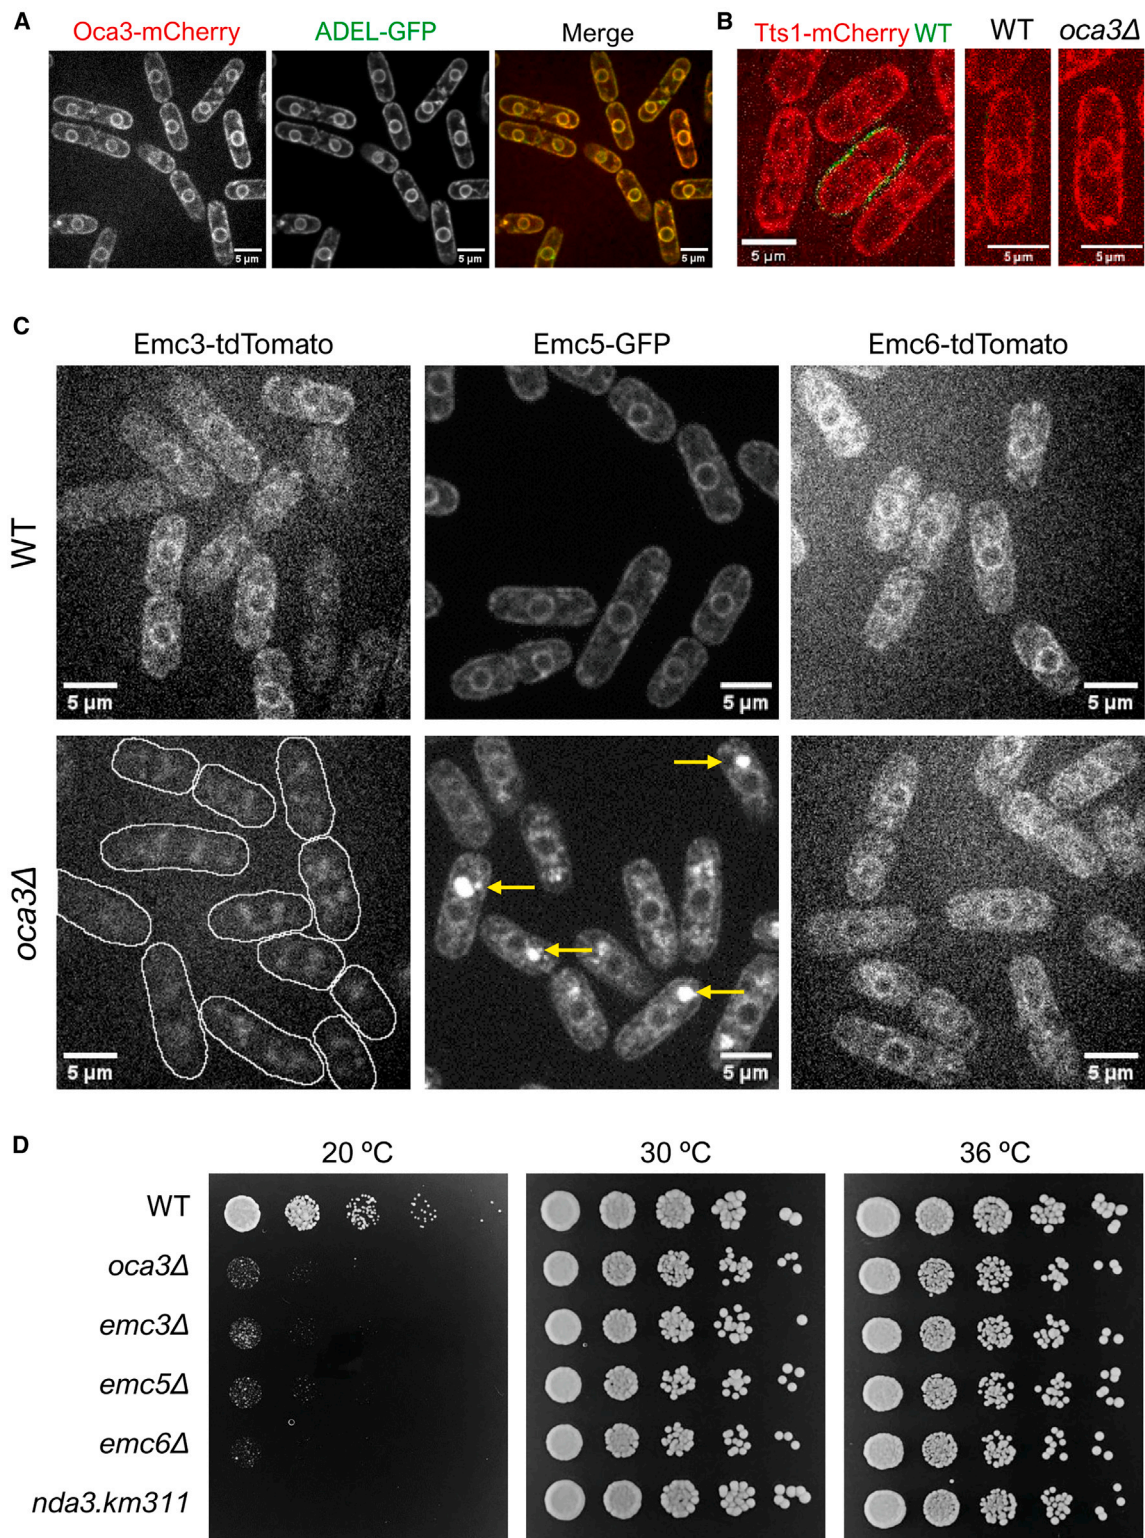 A
Oca3-mCherry
ADEL-GFP
Merge
5 µm
5 µm
5 µm
B
Tts1-mCherry WT
WT
oca3Δ
5 µm
5 µm
5 µm
C
Emc3-tdTomato
Emc5-GFP
Emc6-tdTomato
WT
5 µm
5 µm
5 µm
oca3Δ
5 µm
5 µm
5 µm
D
20 ºC
30 ºC
36 ºC
WT
oca3Δ
emc3Δ
emc5Δ
emc6Δ
nda3.km311